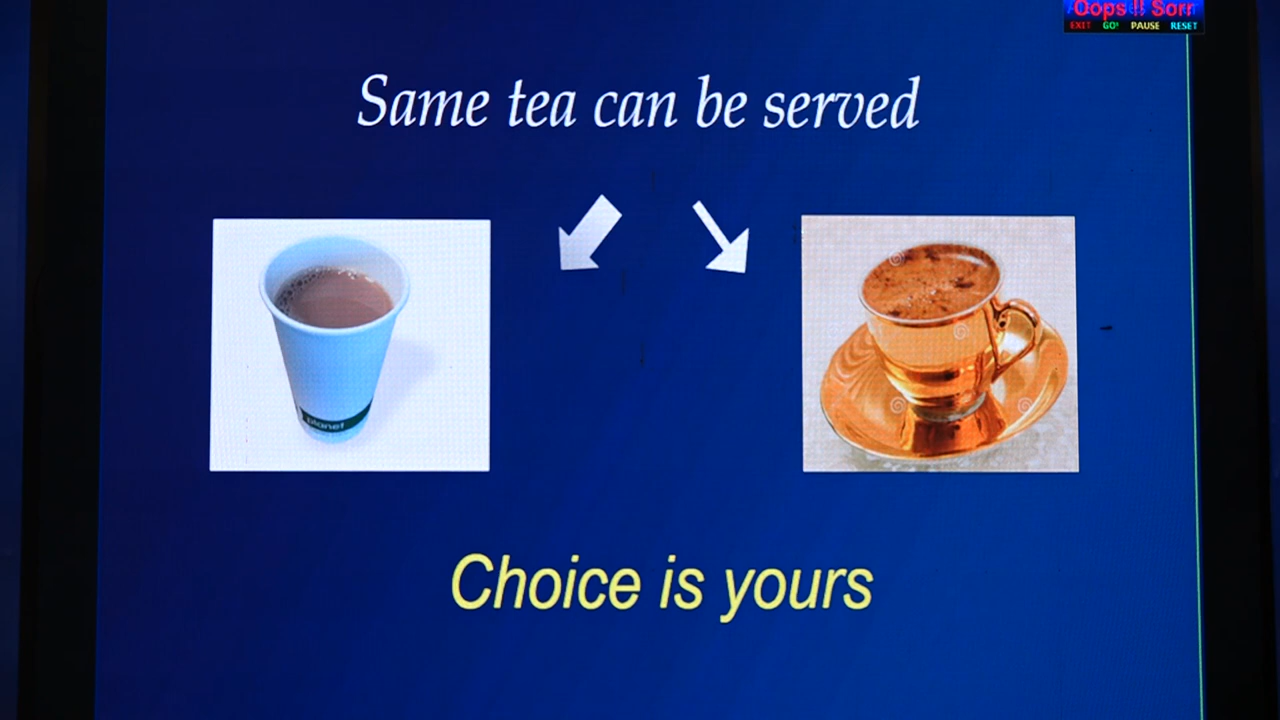 Oops !! Sorr
EXIT GO! PAUSE RESET
Same tea can be served
planet
Choice is yours